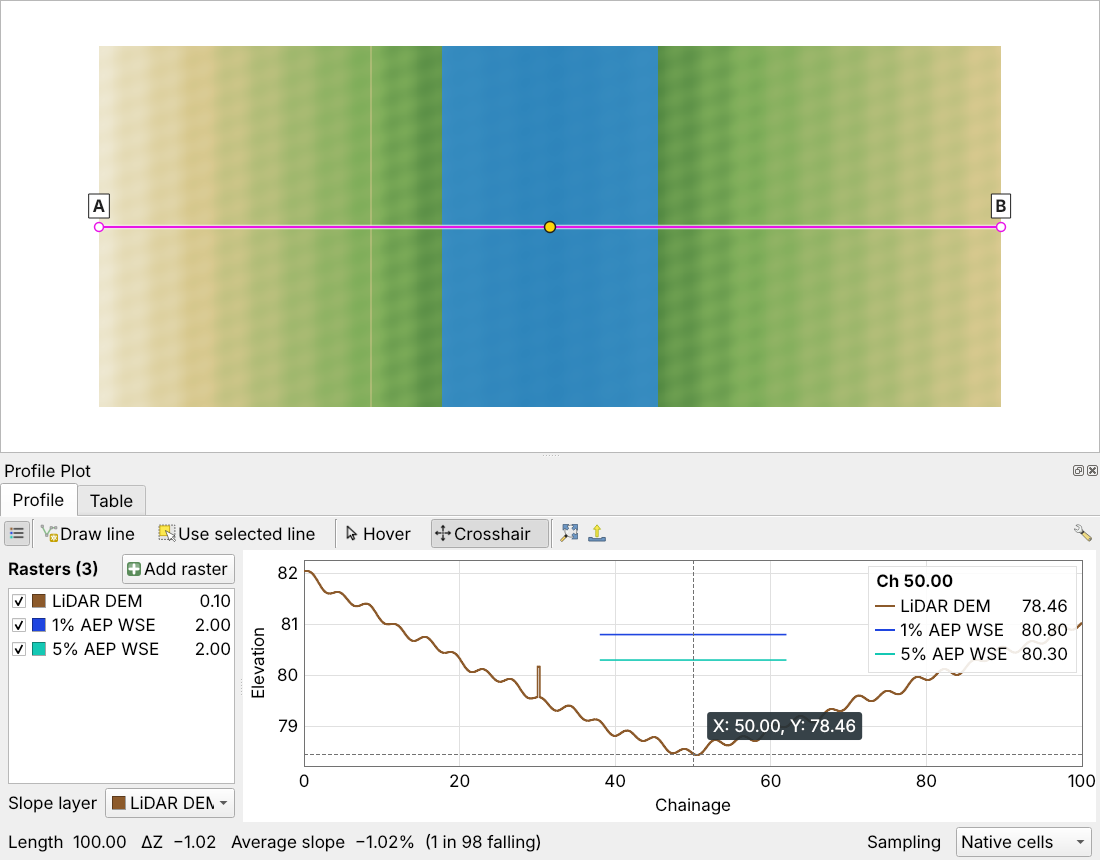 A
B
Profile Plot
Profile Table
Draw line Use selected line Hover Crosshair
Rasters (3) Add raster
LiDAR DEM 0.10
1% AEP WSE 2.00
5% AEP WSE 2.00
Slope layer LiDAR DEM
Elevation
82
81
80
79
Ch 50.00
LiDAR DEM 78.46
1% AEP WSE 80.80
5% AEP WSE 80.30
X: 50.00, Y: 78.46
0 20 40 60 80 100
Chainage
Length 100.00 ΔZ −1.02 Average slope −1.02% (1 in 98 falling) Sampling Native cells